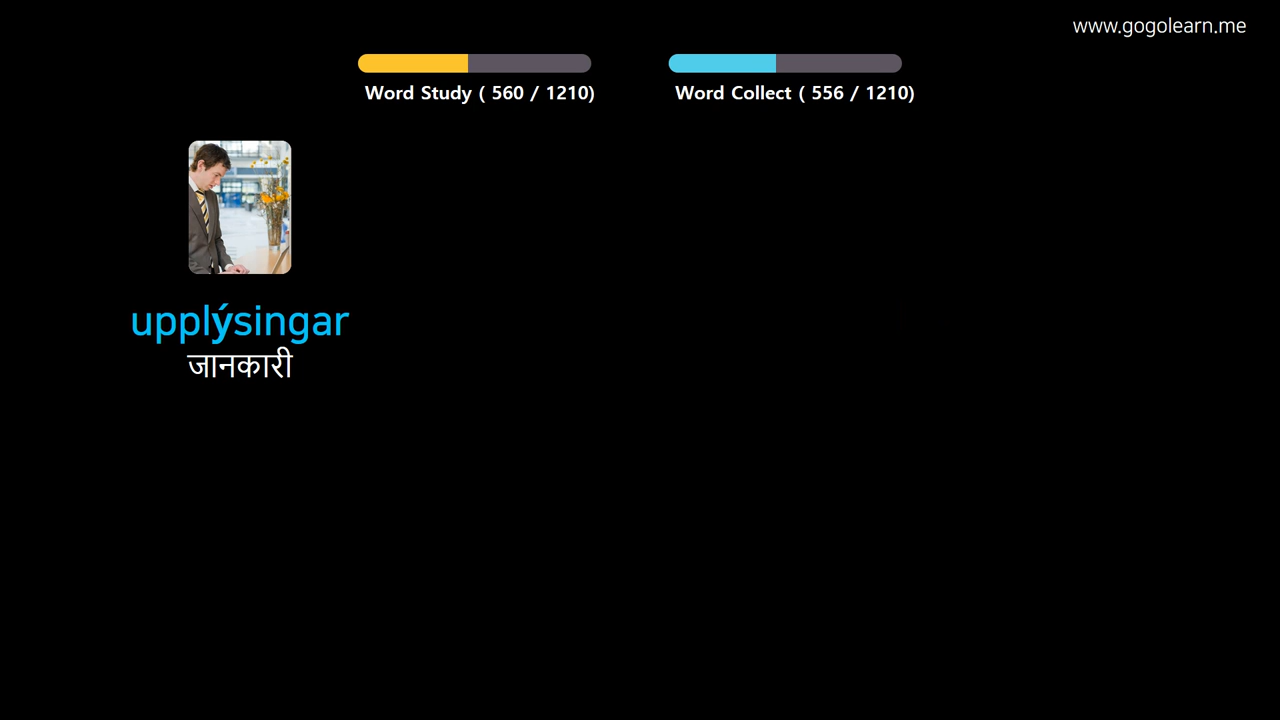 www.gogolearn.me
Word Study ( 560 / 1210)
Word Collect ( 556 / 1210)
upplýsingar
जानकारी